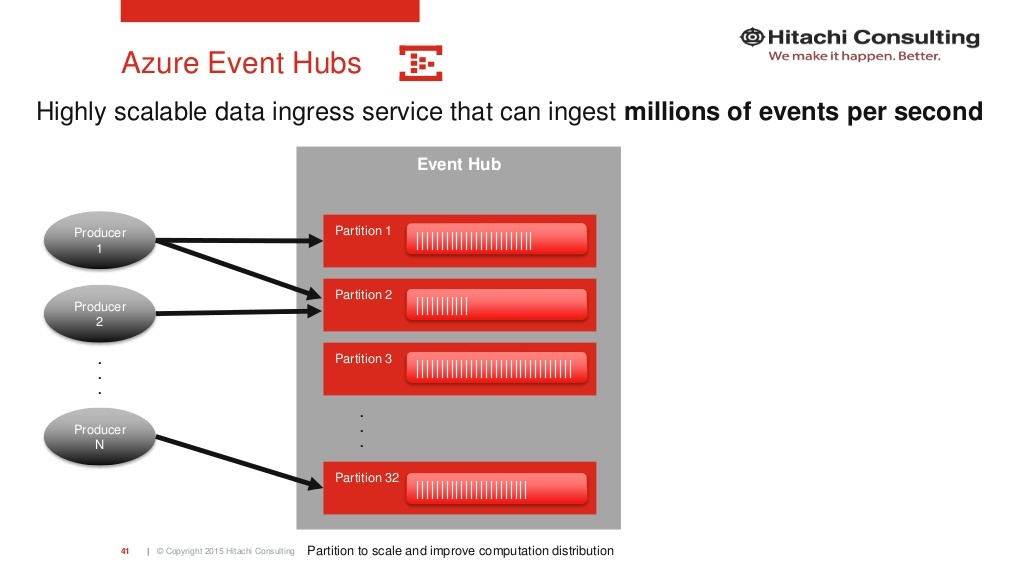 Hitachi Consulting
We make it happen. Better.
Azure Event Hubs
Highly scalable data ingress service that can ingest millions of events per second
Event Hub
Producer
1
Partition 1
Producer
2
Partition 2
.
.
.
Partition 3
.
.
.
Producer
N
Partition 32
41 | © Copyright 2015 Hitachi Consulting
Partition to scale and improve computation distribution